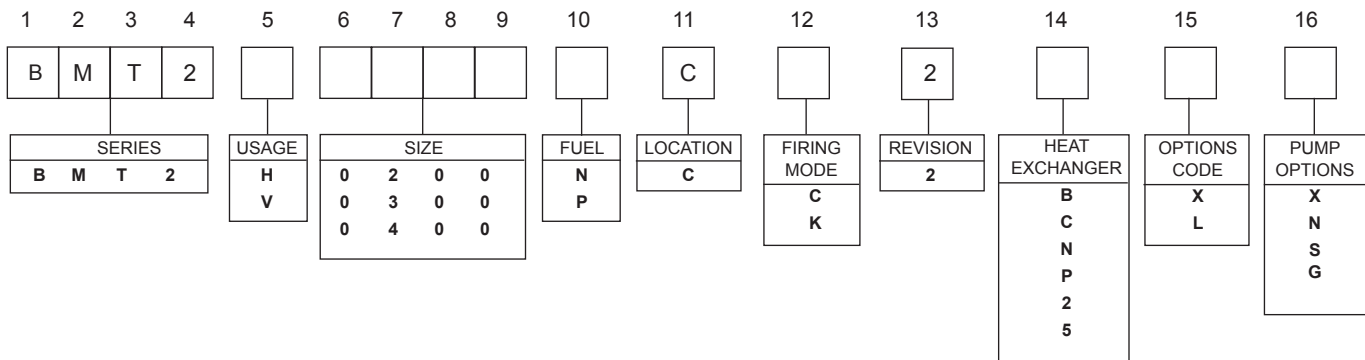 1 2 3 4 5 6 7 8 9 10 11 12 13 14 15 16
B M T 2 C 2
SERIES
B M T 2
USAGE
H
V
SIZE
0 2 0 0
0 3 0 0
0 4 0 0
FUEL
N
P
LOCATION
C
FIRING
MODE
C
K
REVISION
2
HEAT
EXCHANGER
B
C
N
P
2
5
OPTIONS
CODE
X
L
PUMP
OPTIONS
X
N
S
G